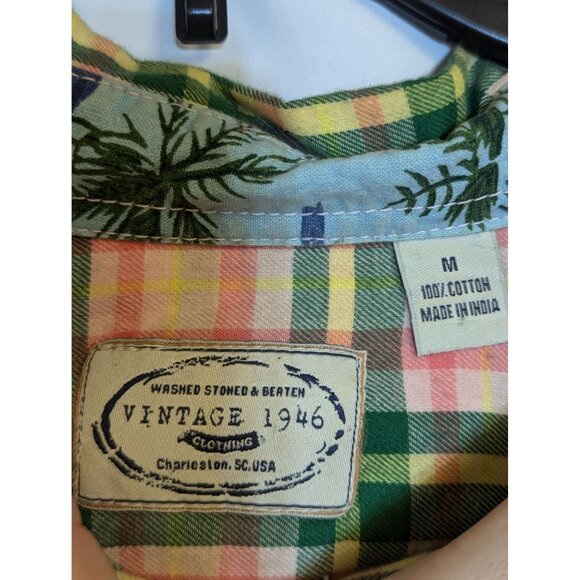 M
100% COTTON
MADE IN INDIA
WASHED STONED & BEATEN
VINTAGE 1946
CLOTHING
Charleston, SC, USA